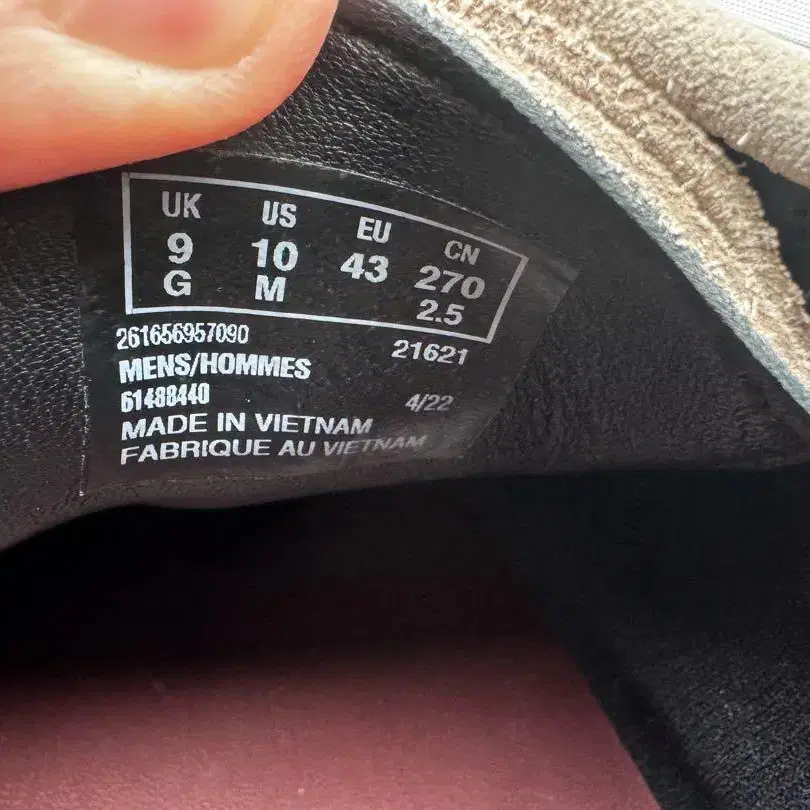 UK US EU CN
9 10 43 270
G M 2.5
261656957090 21621
MENS/HOMMES
61488440 4/22
MADE IN VIETNAM
FABRIQUE AU VIETNAM